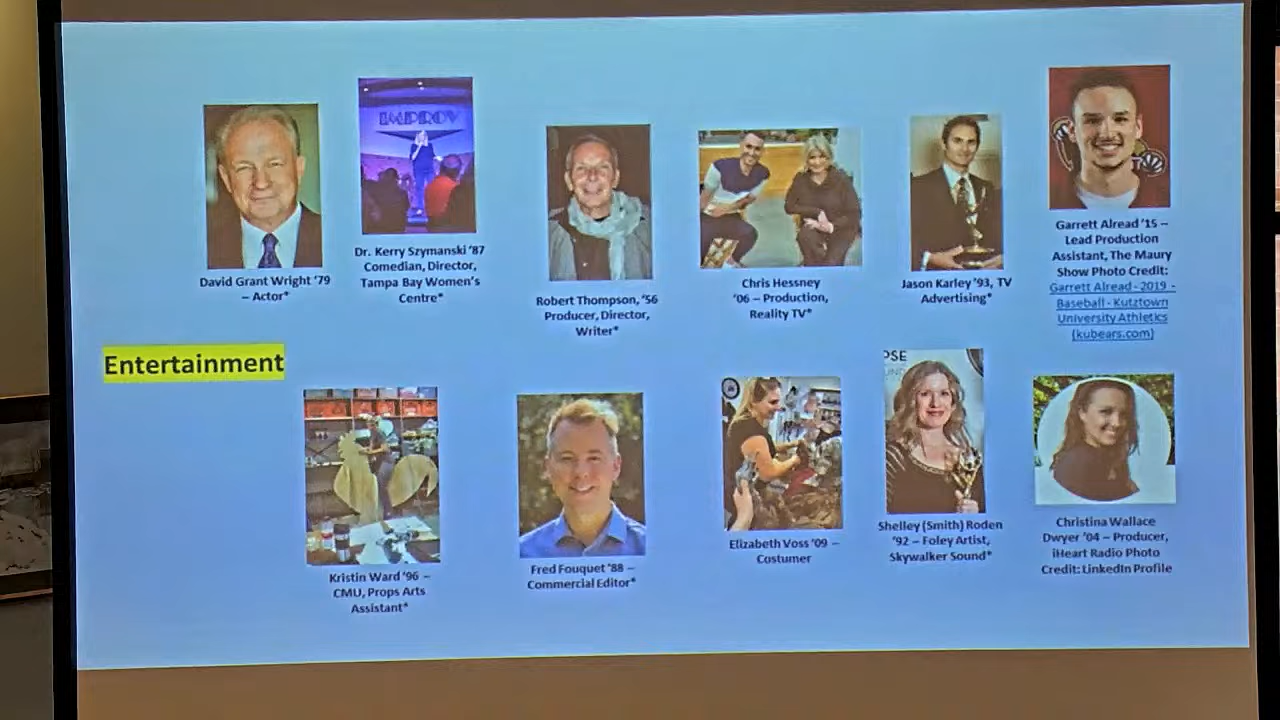 IMPROV
David Grant Wright '79
– Actor*
Dr. Kerry Szymanski '87
Comedian, Director,
Tampa Bay Women's
Centre*
Robert Thompson, '56
Producer, Director,
Writer*
Chris Hessney
'06 – Production,
Reality TV*
Jason Karley '93, TV
Advertising*
Garrett Alread '15 –
Lead Production
Assistant, The Maury
Show Photo Credit:
Garrett Alread - 2019 -
Baseball - Kutztown
University Athletics
(kubears.com)
Entertainment
Kristin Ward '96 –
CMU, Props Arts
Assistant*
Fred Fouquet '88 –
Commercial Editor*
Elizabeth Voss '09 –
Costumer
PSE
Shelley (Smith) Roden
'92 – Foley Artist,
Skywalker Sound*
Christina Wallace
Dwyer '04 – Producer,
iHeart Radio Photo
Credit: LinkedIn Profile